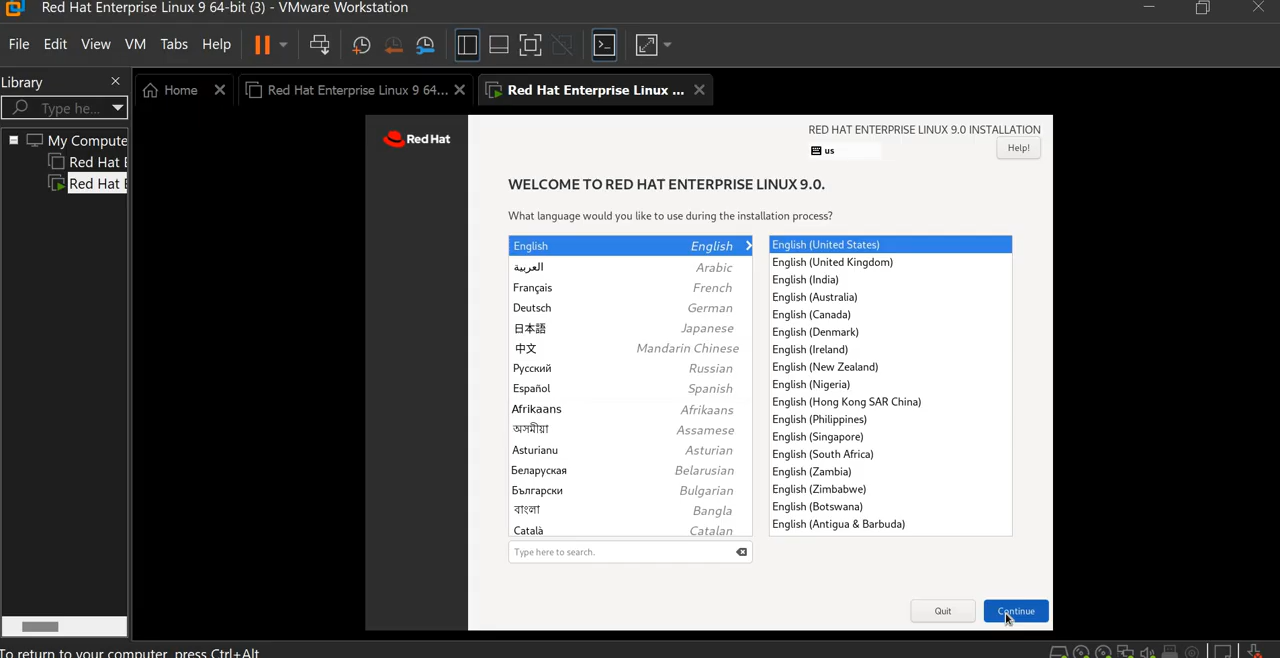 Red Hat Enterprise Linux 9 64-bit (3) - VMware Workstation
File Edit View VM Tabs Help
Library
Type he...
Home
Red Hat Enterprise Linux 9 64...
Red Hat Enterprise Linux ...
My Compute
Red Hat E
Red Hat E
Red Hat
RED HAT ENTERPRISE LINUX 9.0 INSTALLATION
us
Help!
WELCOME TO RED HAT ENTERPRISE LINUX 9.0.
What language would you like to use during the installation process?
English English
العربية Arabic
Français French
Deutsch German
日本語 Japanese
中文 Mandarin Chinese
Русский Russian
Español Spanish
Afrikaans Afrikaans
অসমীয়া Assamese
Asturianu Asturian
Беларуская Belarusian
Български Bulgarian
বাংলা Bangla
Català Catalan
English (United States)
English (United Kingdom)
English (India)
English (Australia)
English (Canada)
English (Denmark)
English (Ireland)
English (New Zealand)
English (Nigeria)
English (Hong Kong SAR China)
English (Philippines)
English (Singapore)
English (South Africa)
English (Zambia)
English (Zimbabwe)
English (Botswana)
English (Antigua & Barbuda)
Type here to search.
Quit
Continue
To return to your computer, press Ctrl+Alt.